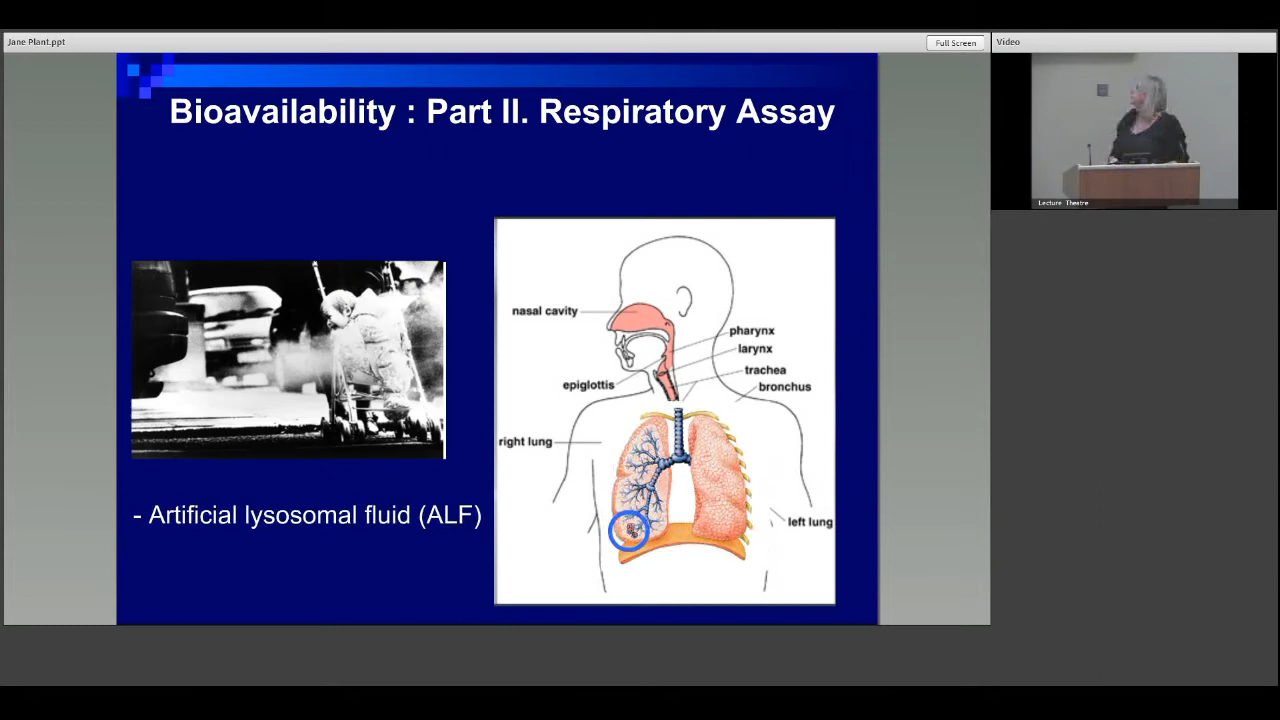 Jane Plant.ppt
Full Screen
Video
Bioavailability : Part II. Respiratory Assay
nasal cavity
pharynx
larynx
trachea
epiglottis
bronchus
right lung
left lung
- Artificial lysosomal fluid (ALF)
Lecture Theatre